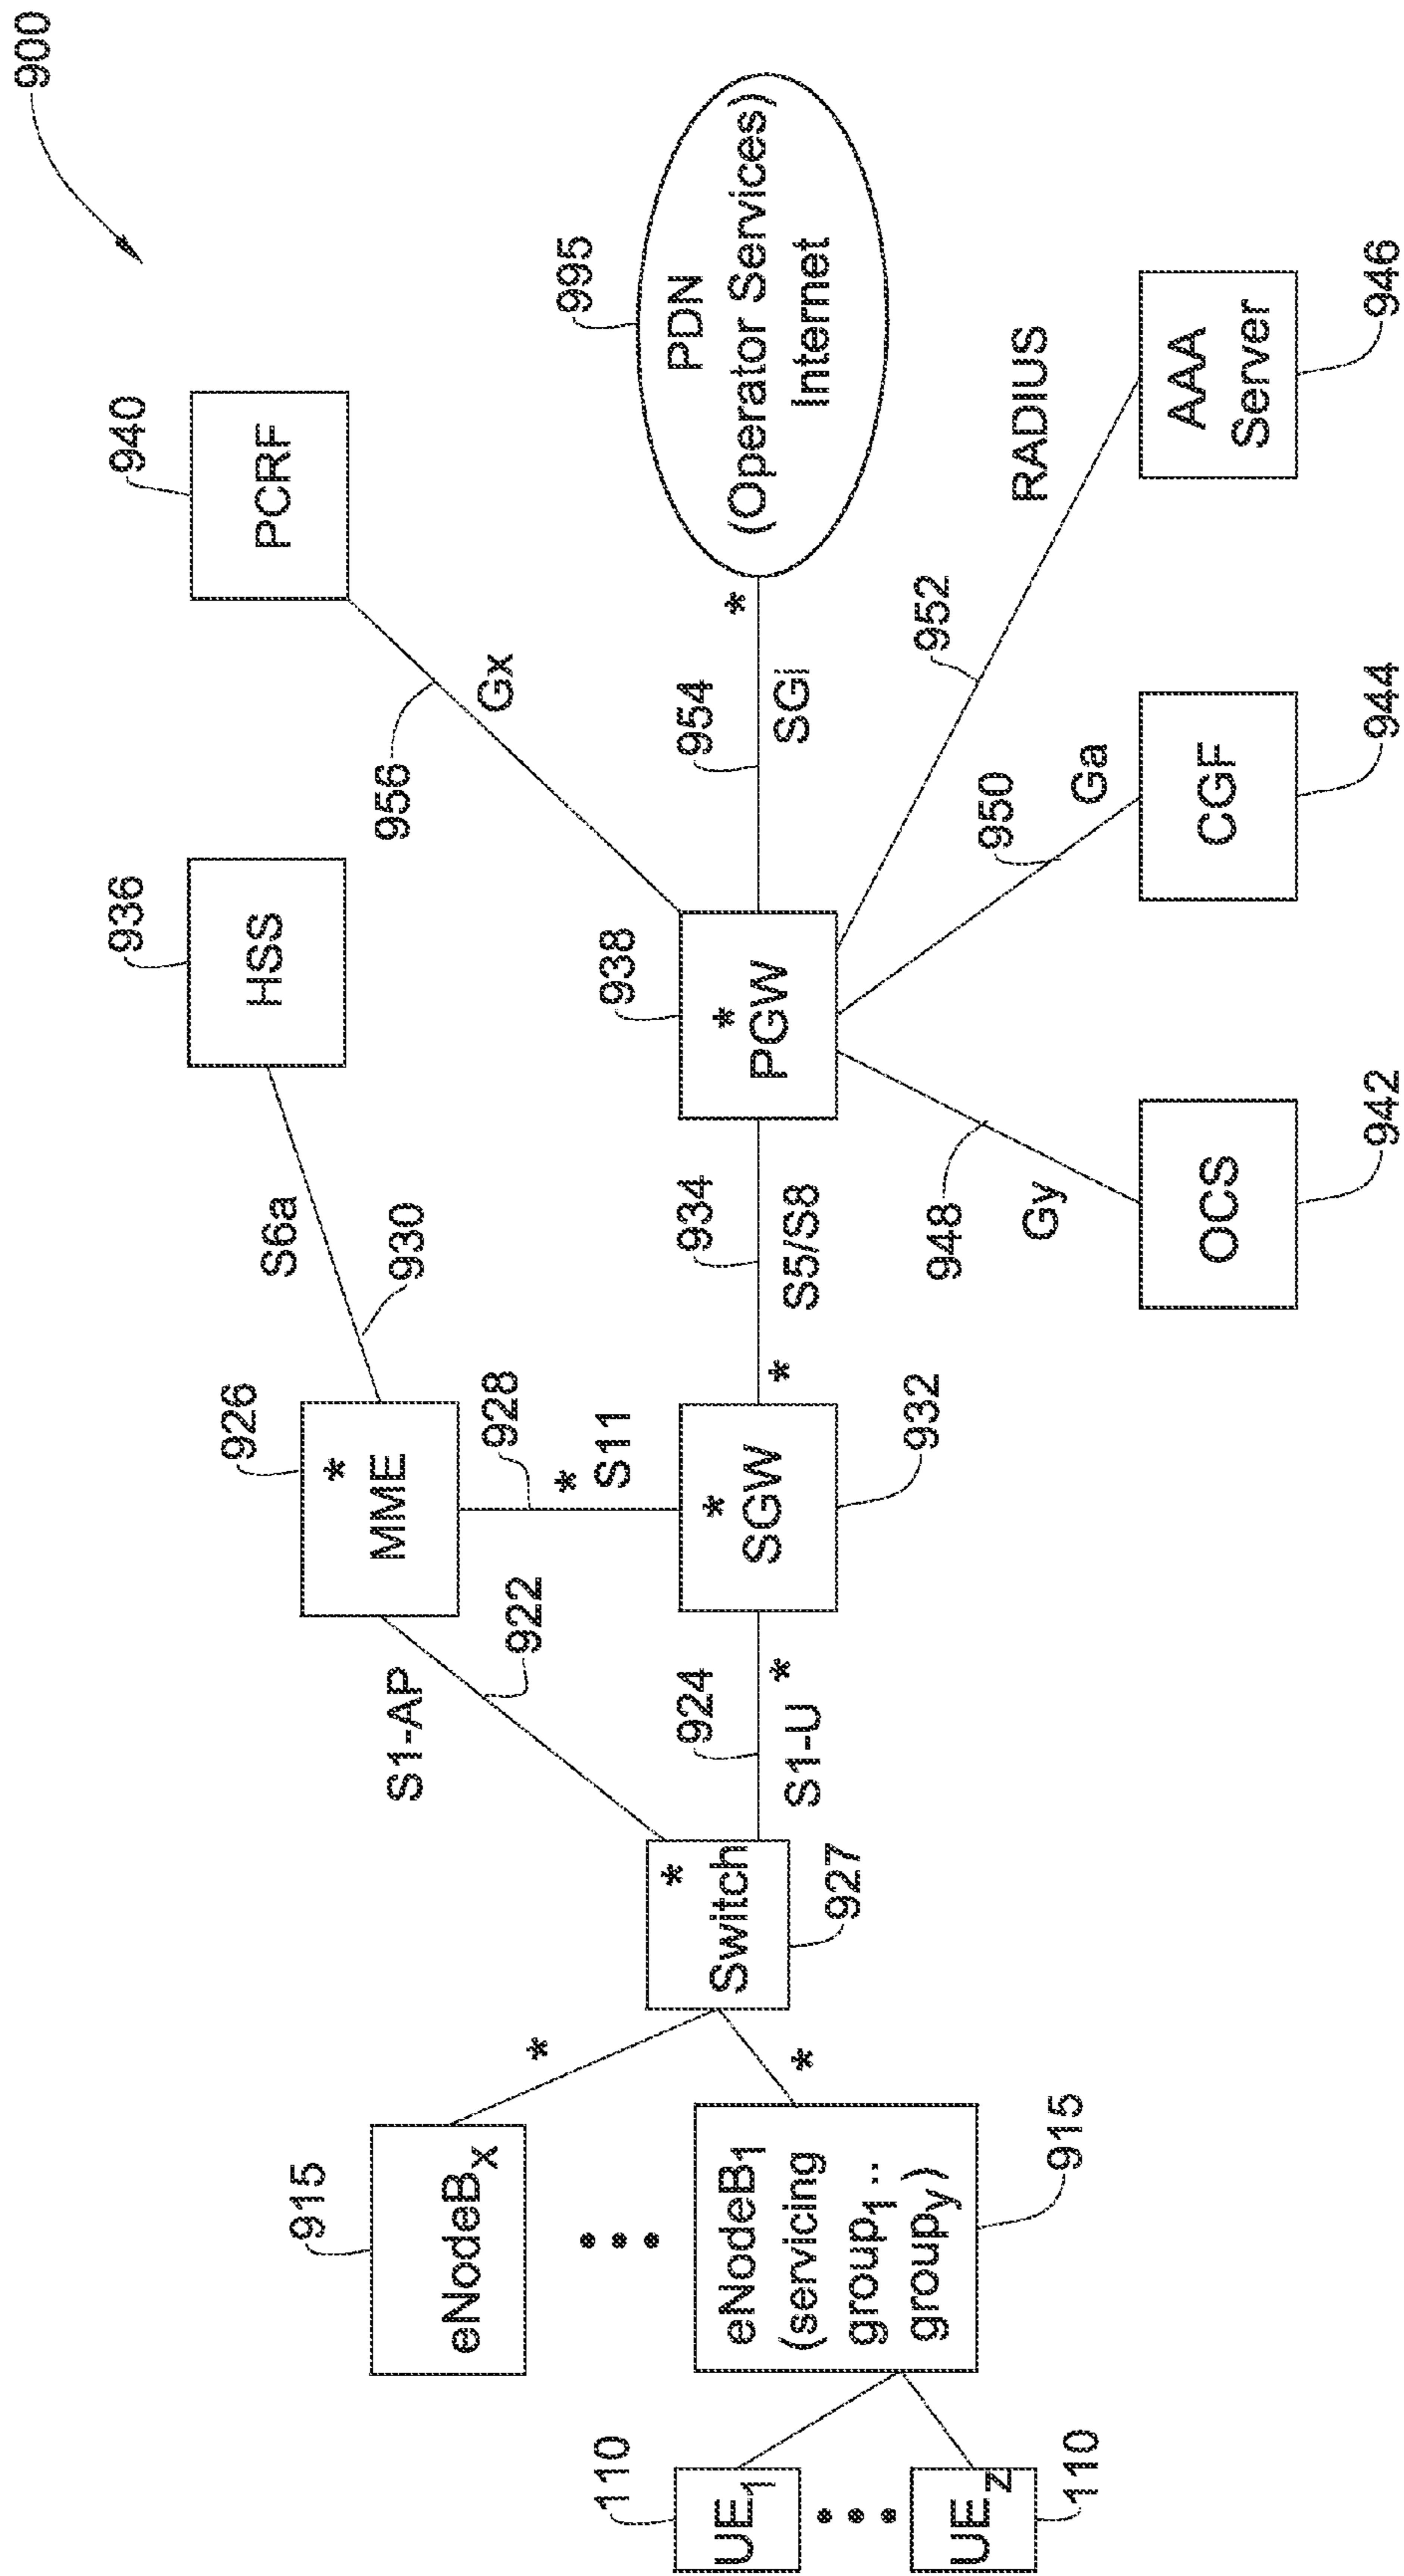 900
940
PCRF
995
PDN
(Operator Services)
Internet
936
HSS
956
Gx
954
*
SGi
RADIUS
952
AAA
Server
946
S6a
930
938
*
PGW
950
Ga
CGF
944
926
*
MME
928
*
S11
934
S5/S8
*
948
Gy
OCS
942
S1-AP
922
*
SGW
932
924
*
S1-U
*
Switch
927
*
*
915
eNodeBx
eNodeB1
(servicing
group1 ..
groupy)
915
110
UE1
UEz
110